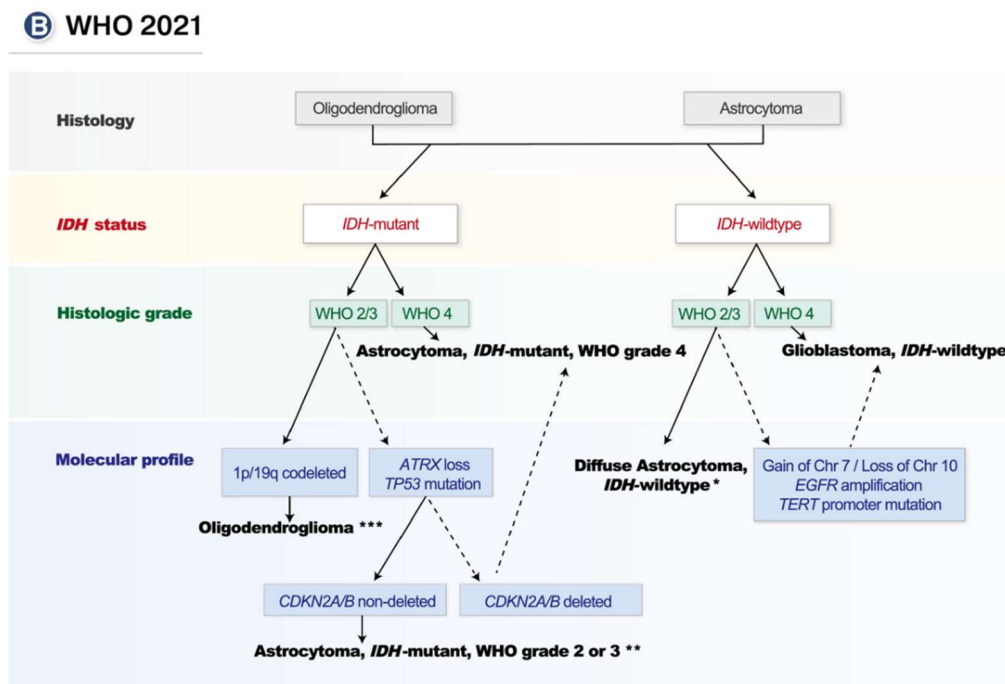 B WHO 2021
Histology
Oligodendroglioma
Astrocytoma
IDH status
IDH-mutant
IDH-wildtype
Histologic grade
WHO 2/3
WHO 4
WHO 2/3
WHO 4
Astrocytoma, IDH-mutant, WHO grade 4
Glioblastoma, IDH-wildtype
Molecular profile
1p/19q codeleted
ATRX loss
TP53 mutation
Diffuse Astrocytoma,
IDH-wildtype *
Gain of Chr 7 / Loss of Chr 10
EGFR amplification
TERT promoter mutation
Oligodendroglioma ***
CDKN2A/B non-deleted
CDKN2A/B deleted
Astrocytoma, IDH-mutant, WHO grade 2 or 3 **